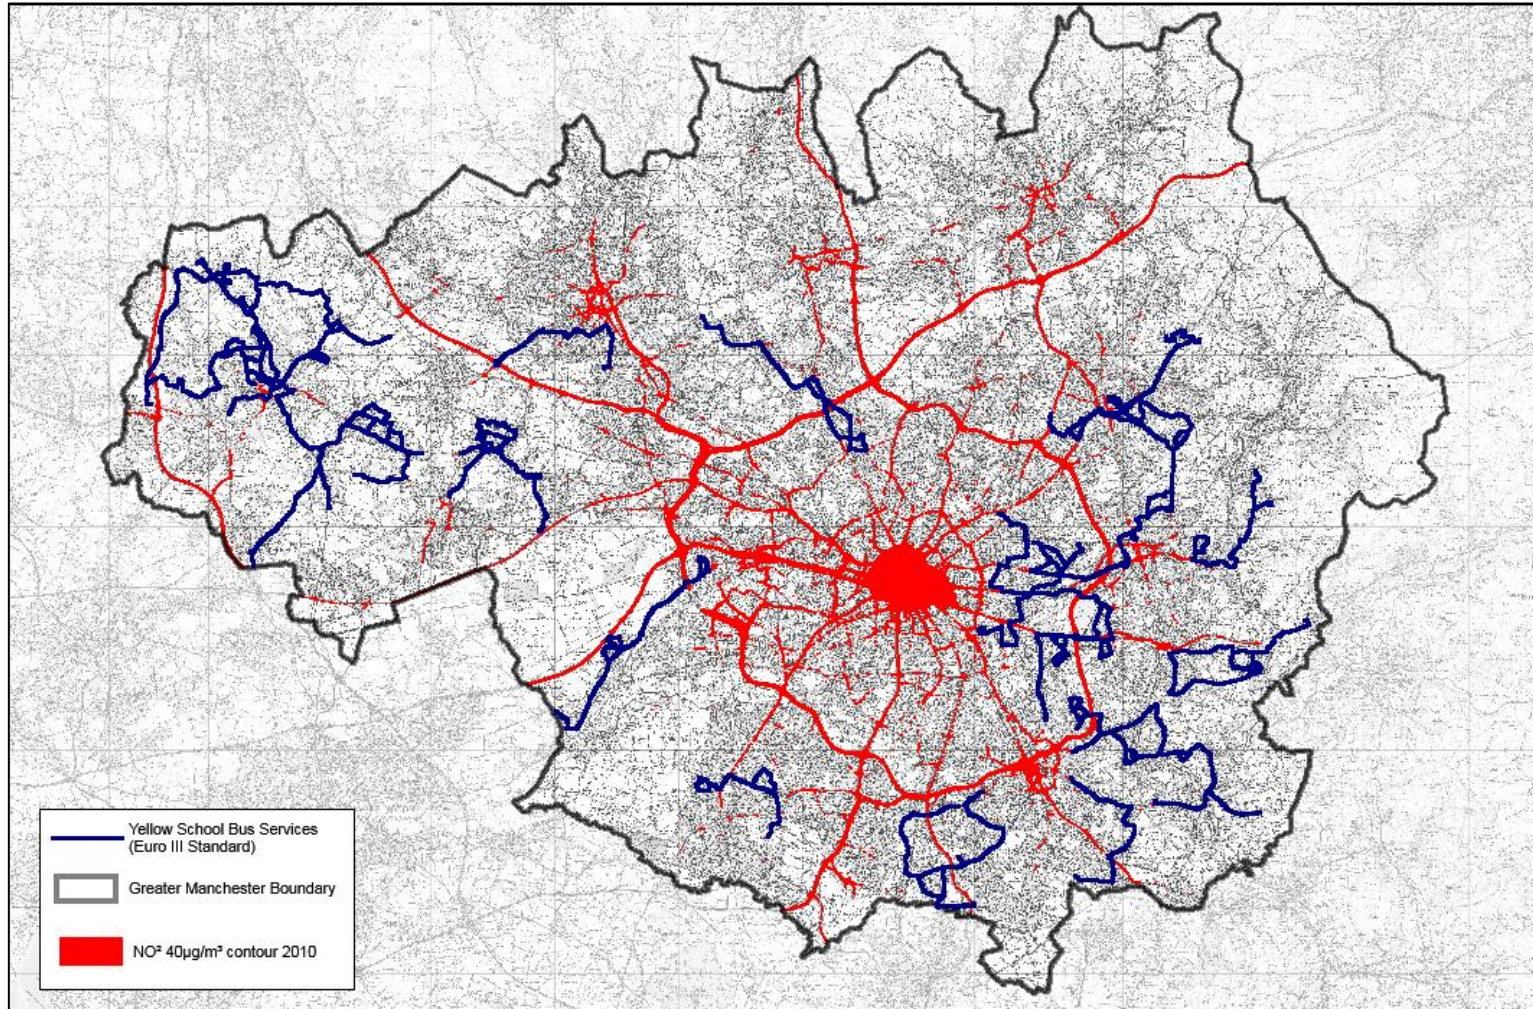 Yellow School Bus Services
(Euro III Standard)
Greater Manchester Boundary
NO² 40µg/m³ contour 2010